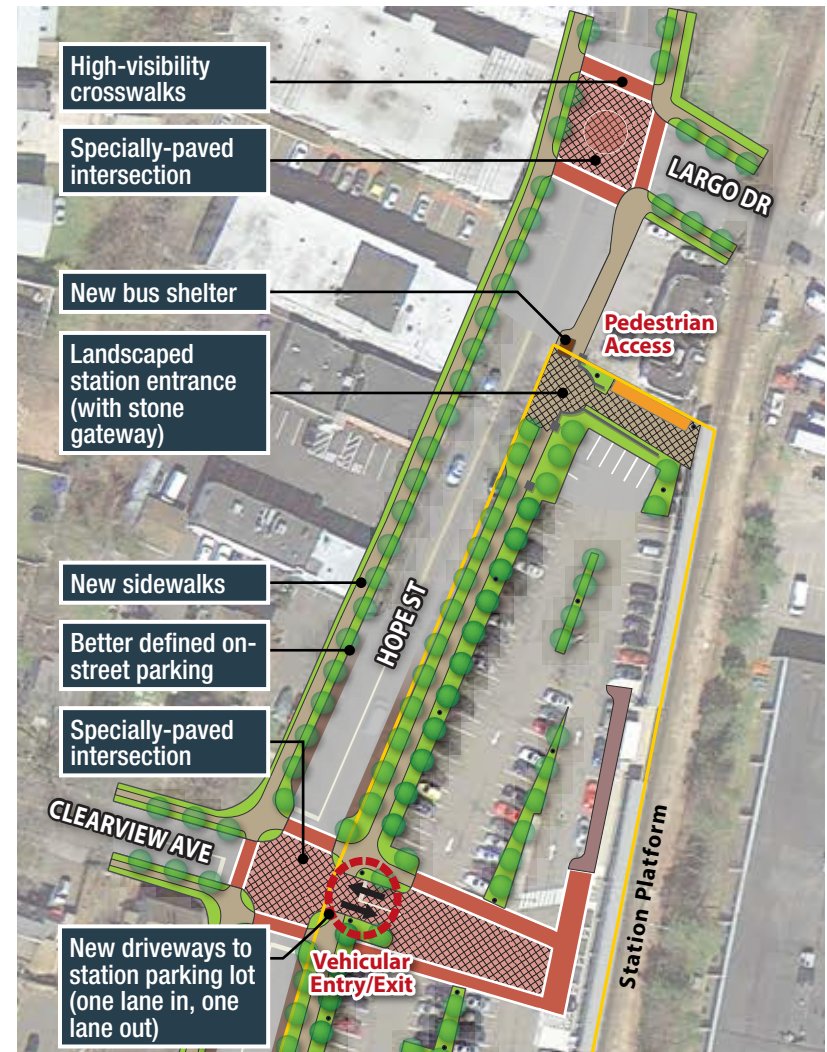 High-visibility
crosswalks
Specially-paved
intersection
LARGO DR
New bus shelter
Pedestrian
Access
Landscaped
station entrance
(with stone
gateway)
New sidewalks
HOPE ST
Better defined on-
street parking
Specially-paved
intersection
CLEARVIEW AVE
Station Platform
New driveways to
station parking lot
(one lane in, one
lane out)
Vehicular
Entry/Exit